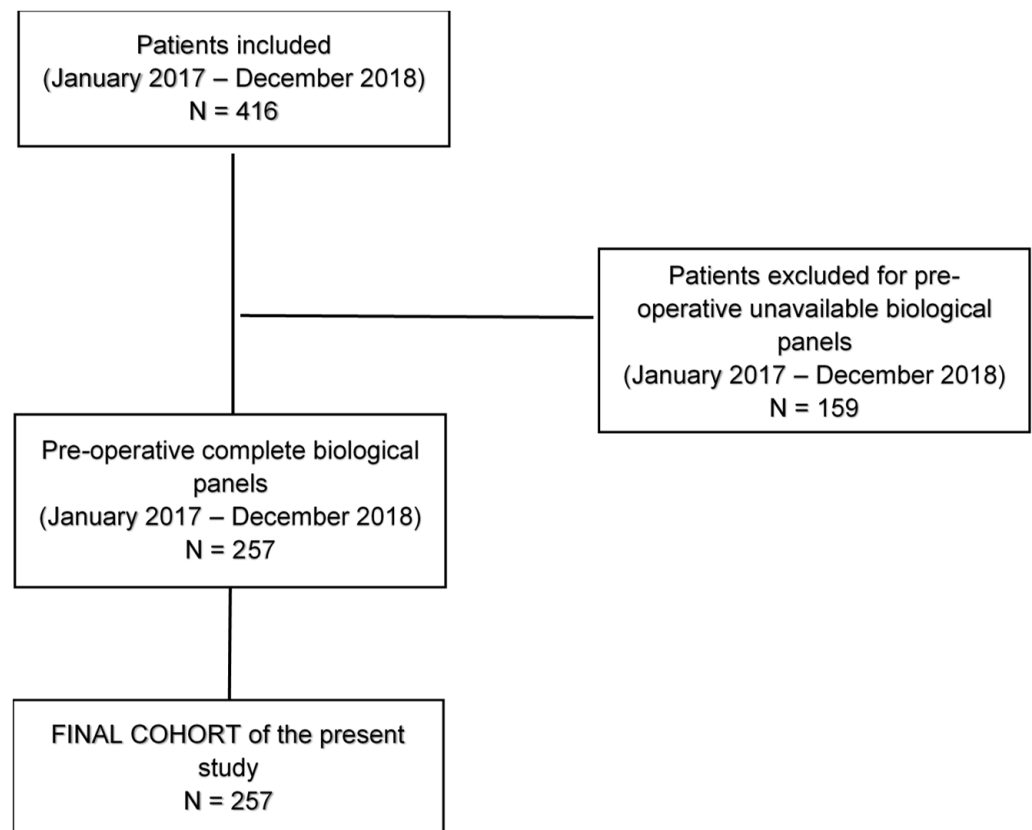 Patients included
(January 2017 – December 2018)
N = 416
Patients excluded for pre-
operative unavailable biological
panels
(January 2017 – December 2018)
N = 159
Pre-operative complete biological
panels
(January 2017 – December 2018)
N = 257
FINAL COHORT of the present
study
N = 257